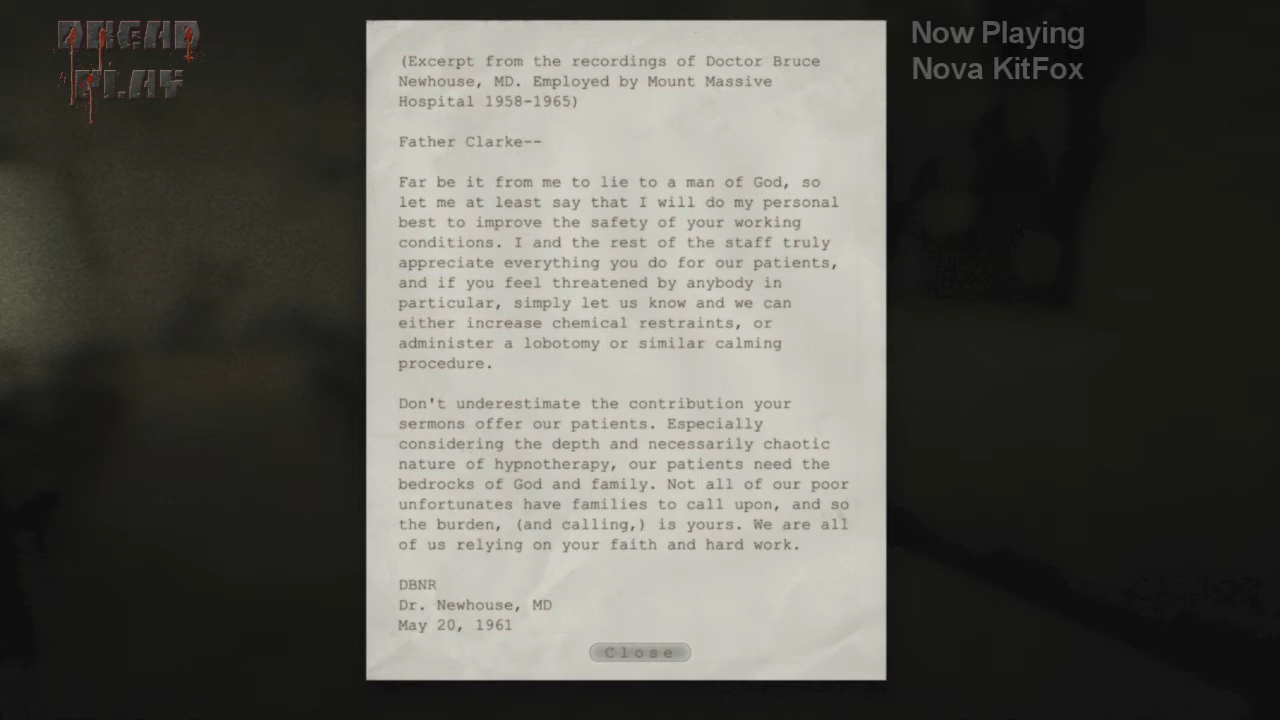 DREAD
PLAY
Now Playing
Nova KitFox
(Excerpt from the recordings of Doctor Bruce
Newhouse, MD. Employed by Mount Massive
Hospital 1958-1965)
Father Clarke--
Far be it from me to lie to a man of God, so
let me at least say that I will do my personal
best to improve the safety of your working
conditions. I and the rest of the staff truly
appreciate everything you do for our patients,
and if you feel threatened by anybody in
particular, simply let us know and we can
either increase chemical restraints, or
administer a lobotomy or similar calming
procedure.
Don't underestimate the contribution your
sermons offer our patients. Especially
considering the depth and necessarily chaotic
nature of hypnotherapy, our patients need the
bedrocks of God and family. Not all of our poor
unfortunates have families to call upon, and so
the burden, (and calling,) is yours. We are all
of us relying on your faith and hard work.
DBNR
Dr. Newhouse, MD
May 20, 1961
Close